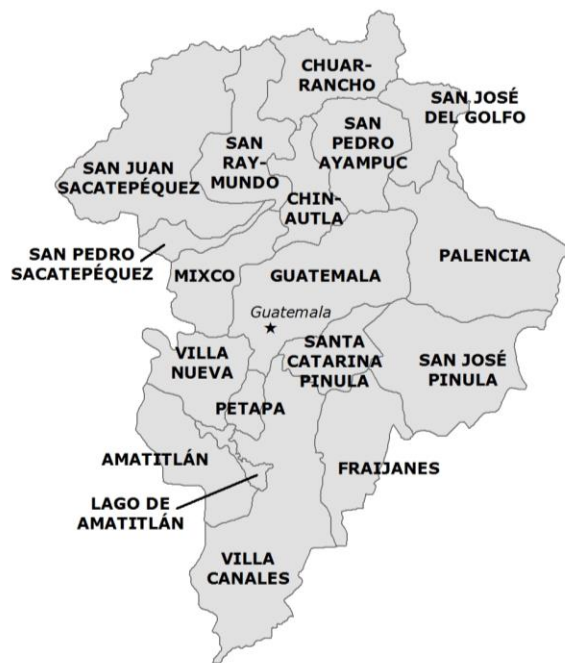 CHUAR-
RANCHO
SAN JOSÉ
DEL GOLFO
SAN
PEDRO
AYAMPUC
SAN
RAY-
MUNDO
SAN JUAN
SACATEPÉQUEZ
CHIN-
AUTLA
SAN PEDRO
SACATEPÉQUEZ
MIXCO
GUATEMALA
PALENCIA
Guatemala
VILLA
NUEVA
SANTA
CATARINA
PINULA
SAN JOSÉ
PINULA
PETAPA
AMATITLÁN
FRAIJANES
LAGO DE
AMATITLÁN
VILLA
CANALES